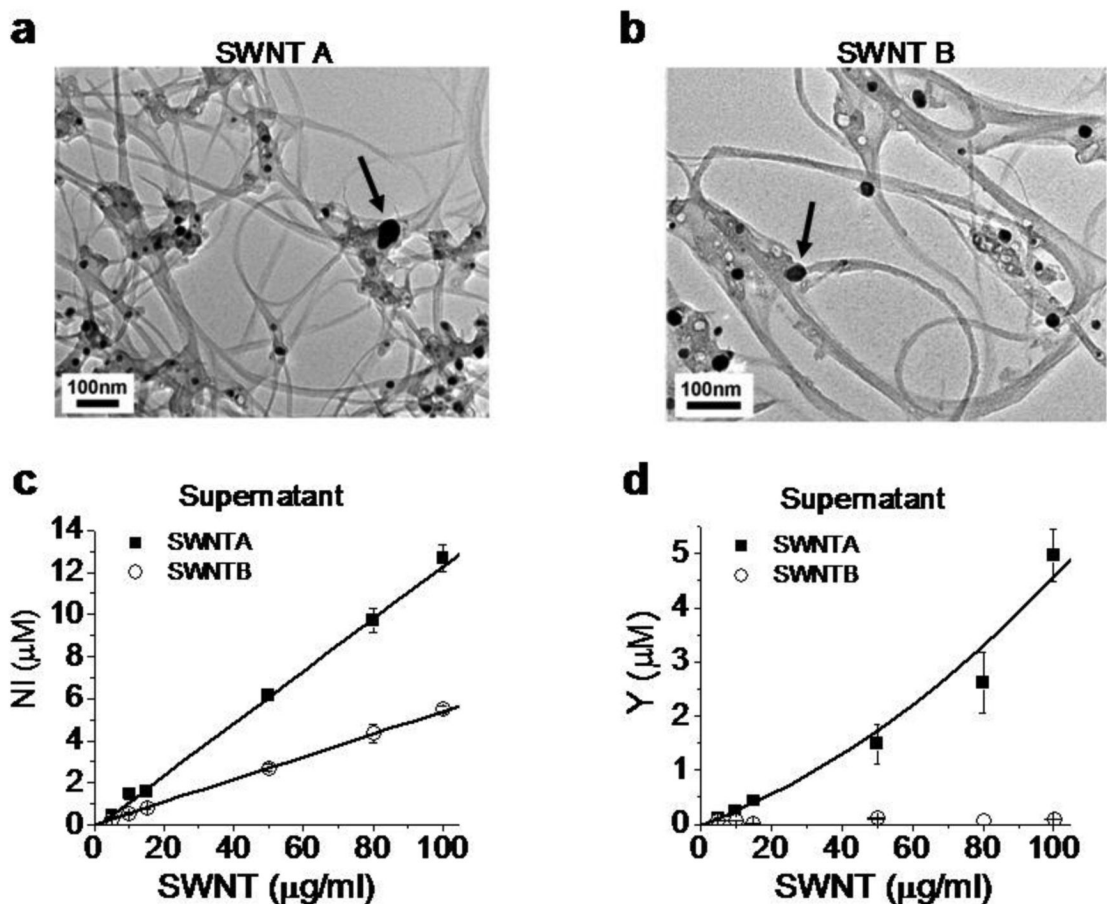 a
SWNT A
100nm
b
SWNT B
100nm
c
Supernatant
SWNTA
SWNTB
NI (μM)
14
12
10
8
6
4
2
0
0 20 40 60 80 100
SWNT (μg/ml)
d
Supernatant
SWNTA
SWNTB
Y (μM)
5
4
3
2
1
0
0 20 40 60 80 100
SWNT (μg/ml)